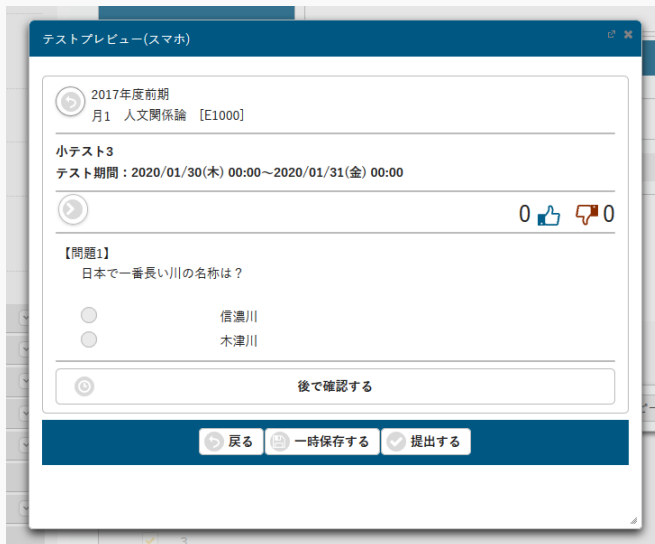 テストプレビュー(スマホ)
2017年度前期
月1　人文関係論　[E1000]
小テスト3
テスト期間：2020/01/30(木) 00:00～2020/01/31(金) 00:00
0 0
【問題1】
日本で一番長い川の名称は？
信濃川
木津川
後で確認する
戻る 一時保存する 提出する
3